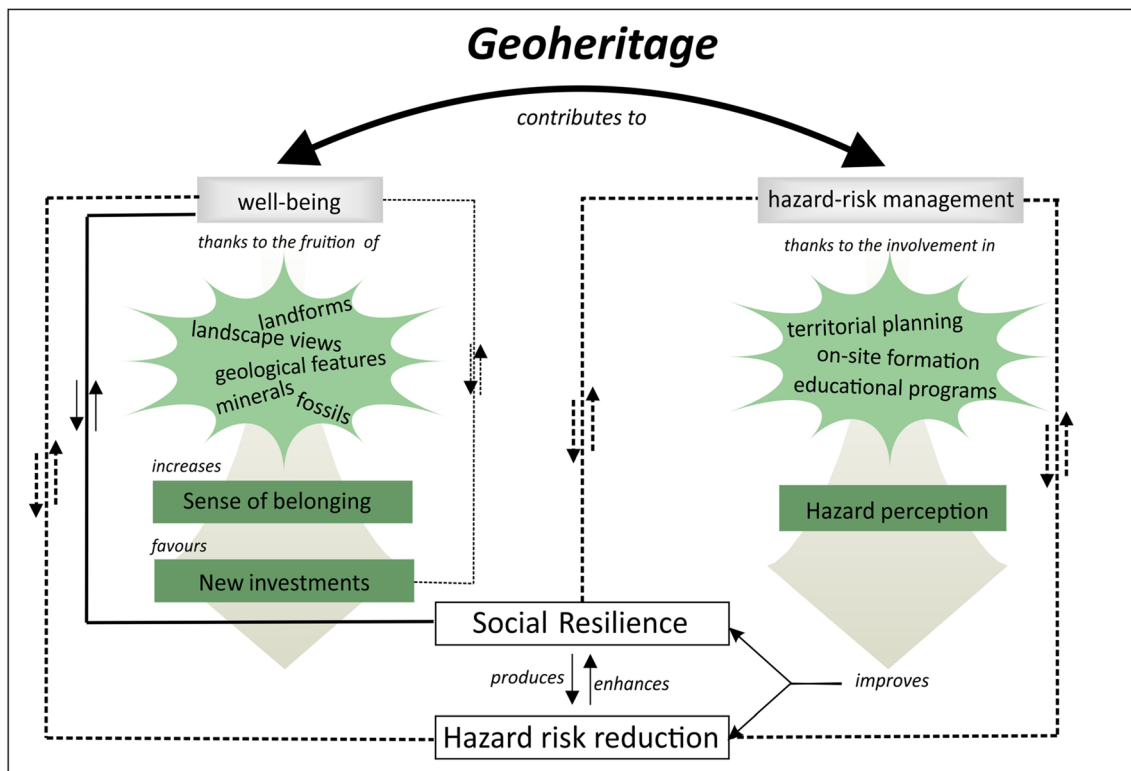 Geoheritage
contributes to
well-being
thanks to the fruition of
landforms
landscape views
geological features
minerals
fossils
increases
Sense of belonging
favours
New investments
hazard-risk management
thanks to the involvement in
territorial planning
on-site formation
educational programs
Hazard perception
Social Resilience
produces
enhances
improves
Hazard risk reduction